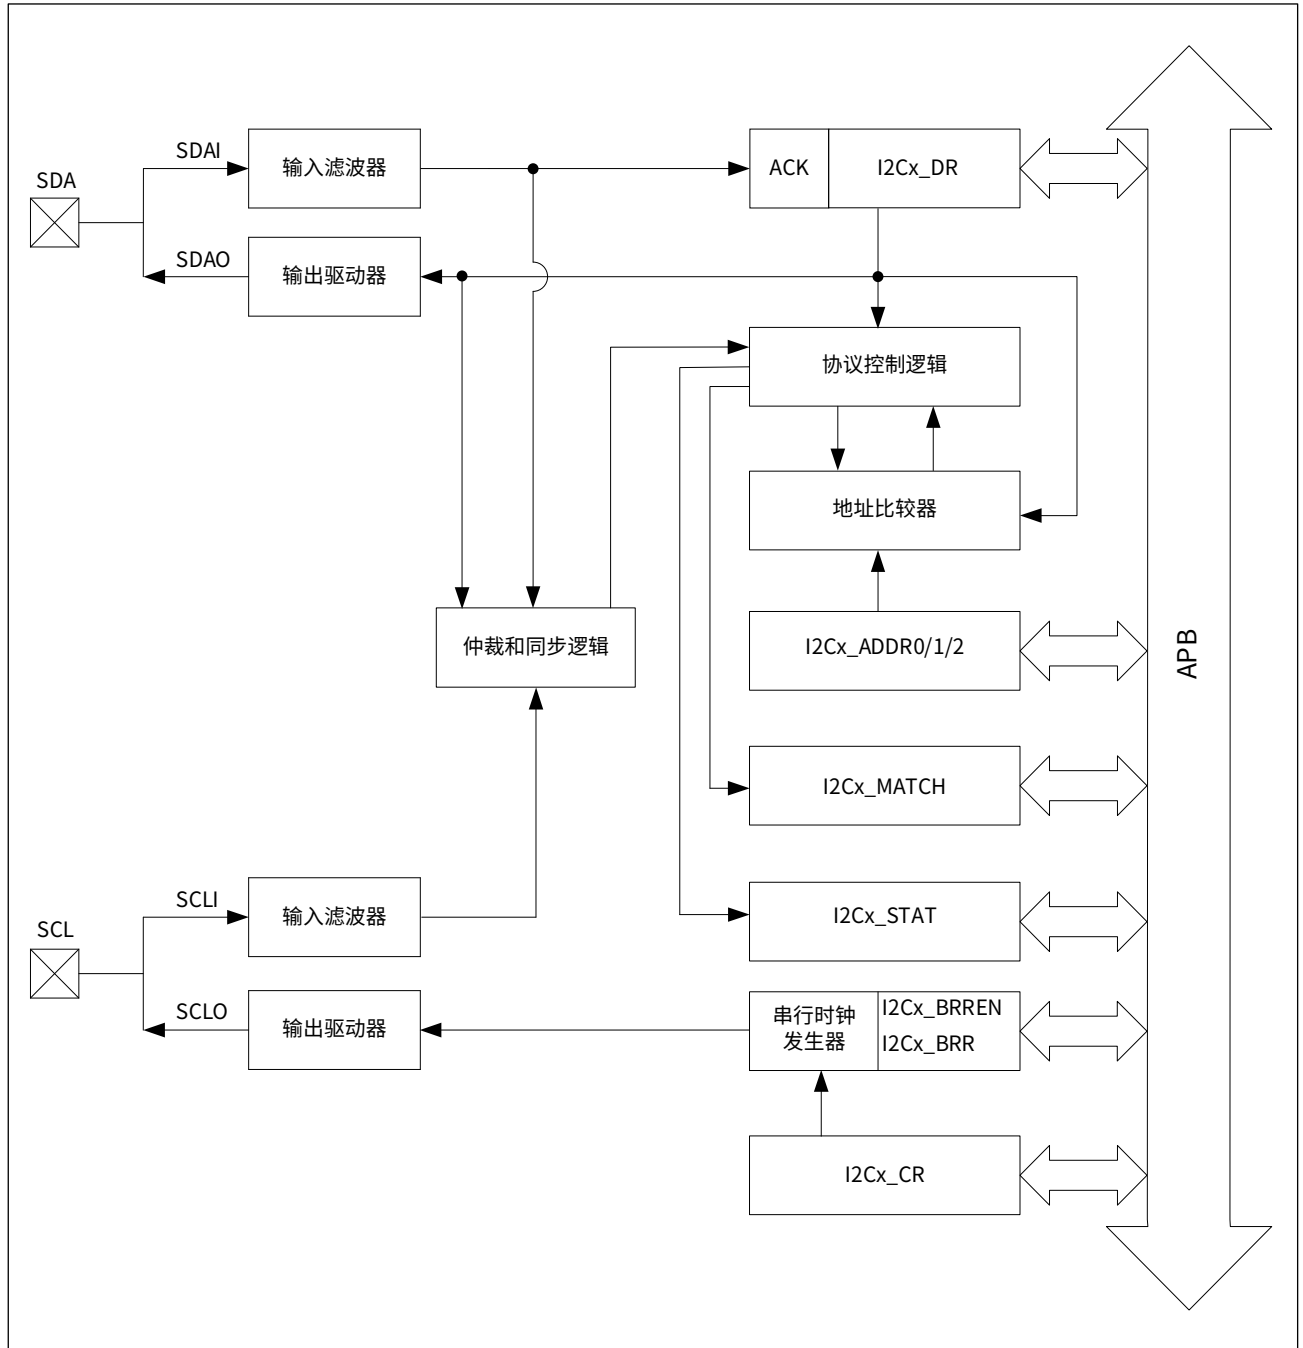 SDA
SDAI
输入滤波器
ACK
I2Cx_DR
SDAO
输出驱动器
协议控制逻辑
地址比较器
仲裁和同步逻辑
I2Cx_ADDR0/1/2
APB
I2Cx_MATCH
SCL
SCLI
输入滤波器
I2Cx_STAT
SCLO
输出驱动器
串行时钟
发生器
I2Cx_BRREN
I2Cx_BRR
I2Cx_CR